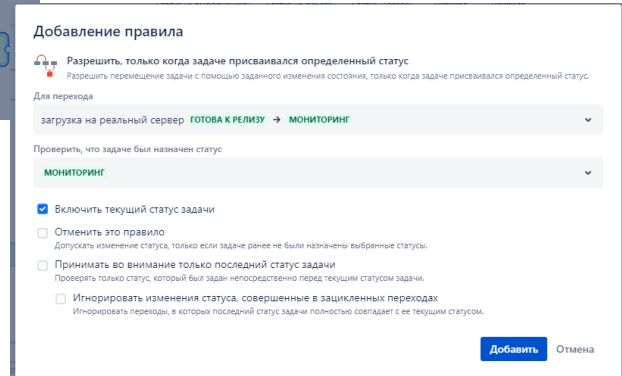 Добавление правила
Разрешить, только когда задаче присваивался определенный статус
Разрешить перемещение задачи с помощью заданного изменения состояния, только когда задаче присваивался определенный статус.
Для перехода
загрузка на реальный сервер ГОТОВА К РЕЛИЗУ → МОНИТОРИНГ
Проверить, что задаче был назначен статус
МОНИТОРИНГ
Включить текущий статус задачи
Отменить это правило
Допускать изменение статуса, только если задаче ранее не были назначены выбранные статусы.
Принимать во внимание только последний статус задачи
Проверять только статус, который был задан непосредственно перед текущим статусом задачи.
Игнорировать изменения статуса, совершенные в зацикленных переходах
Игнорировать переходы, в которых последний статус задачи полностью совпадает с ее текущим статусом.
Добавить Отмена